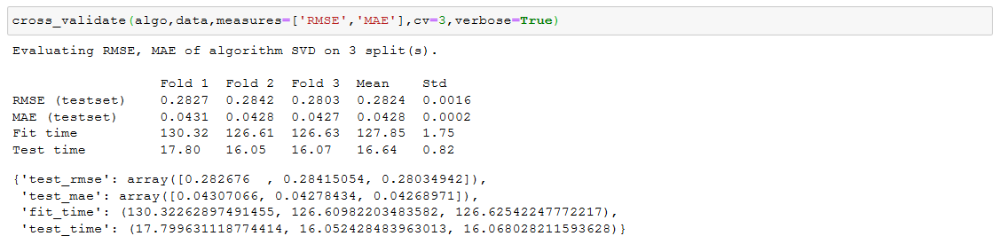 cross_validate(algo,data,measures=['RMSE','MAE'],cv=3,verbose=True)
Evaluating RMSE, MAE of algorithm SVD on 3 split(s).
                  Fold 1  Fold 2  Fold 3  Mean    Std
RMSE (testset)    0.2827  0.2842  0.2803  0.2824  0.0016
MAE (testset)     0.0431  0.0428  0.0427  0.0428  0.0002
Fit time          130.32  126.61  126.63  127.85  1.75
Test time         17.80   16.05   16.07   16.64   0.82
{'test_rmse': array([0.282676  , 0.28415054, 0.28034942]),
 'test_mae': array([0.04307066, 0.04278434, 0.04268971]),
 'fit_time': (130.32262897491455, 126.60982203483582, 126.62542247772217),
 'test_time': (17.799631118774414, 16.052428483963013, 16.068028211593628)}